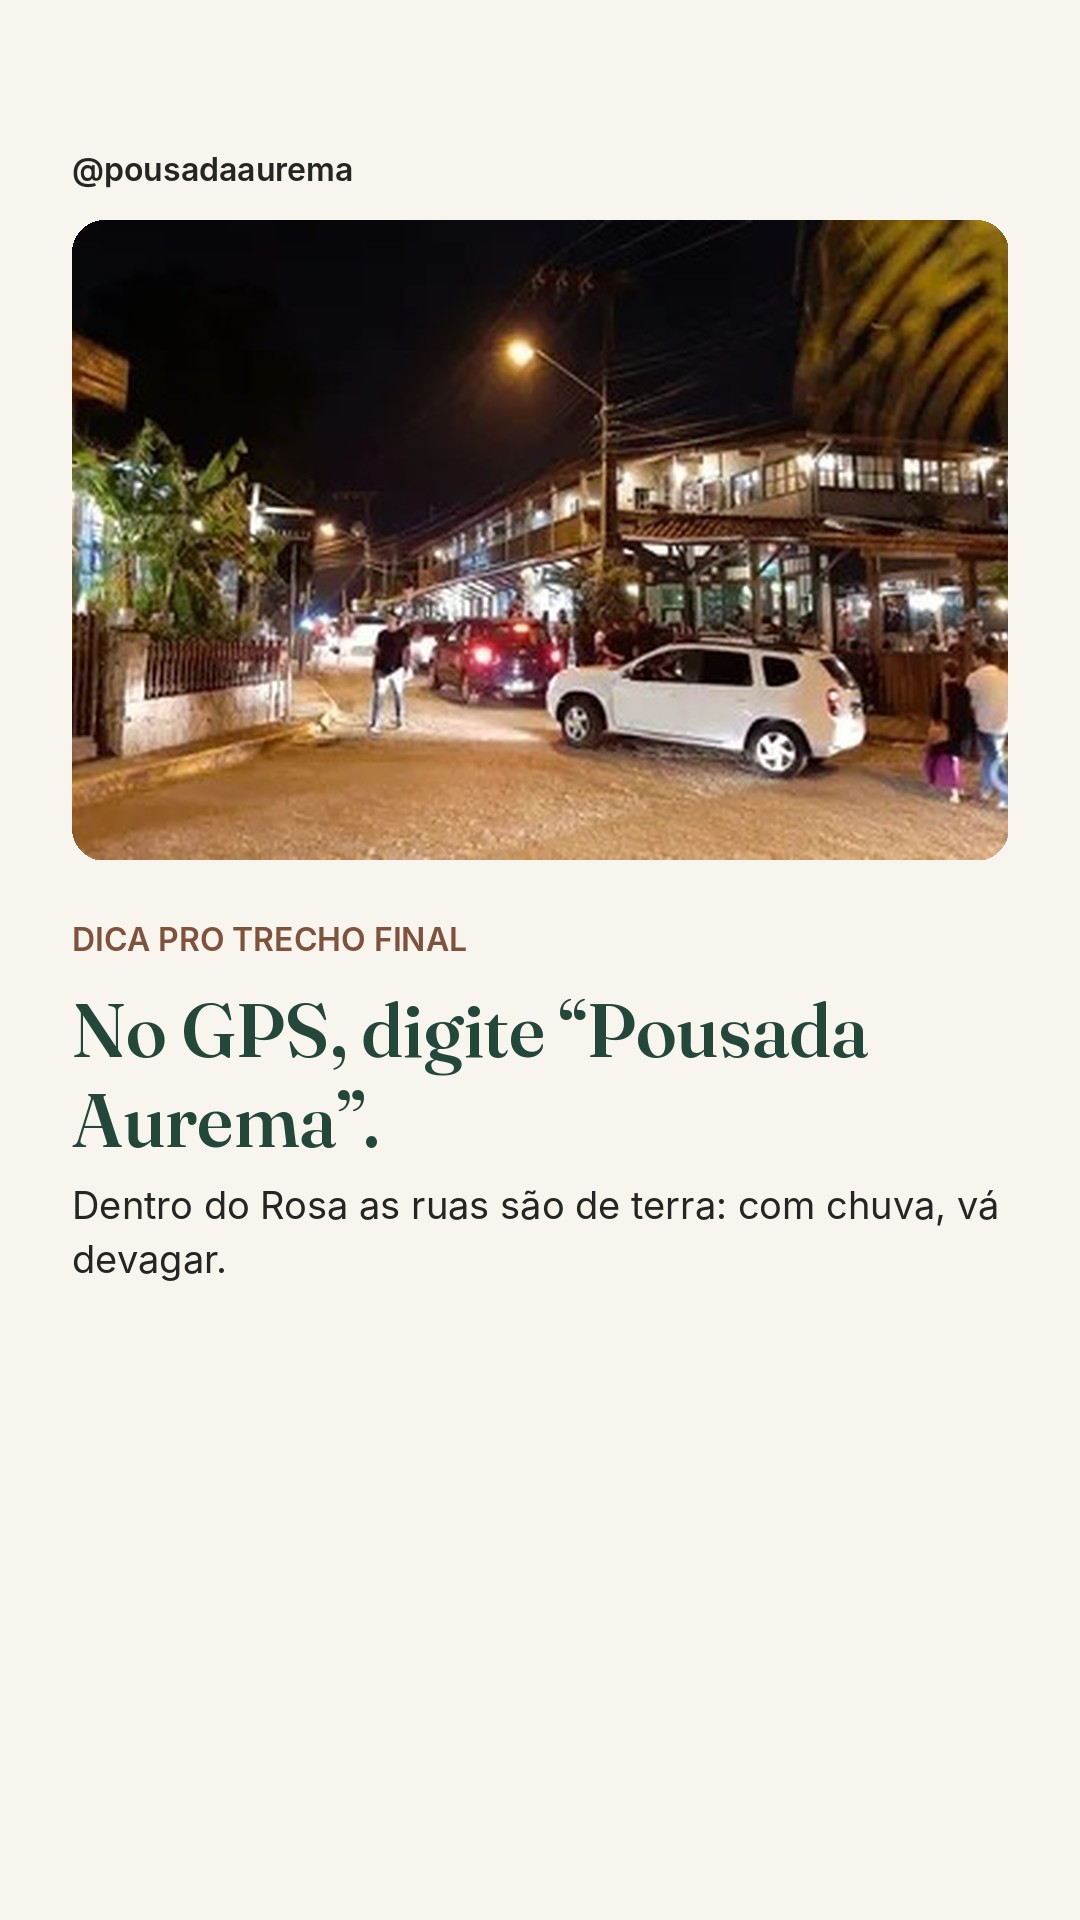 @pousadaaurema
DICA PRO TRECHO FINAL
No GPS, digite “Pousada
Aurema”.
Dentro do Rosa as ruas são de terra: com chuva, vá
devagar.